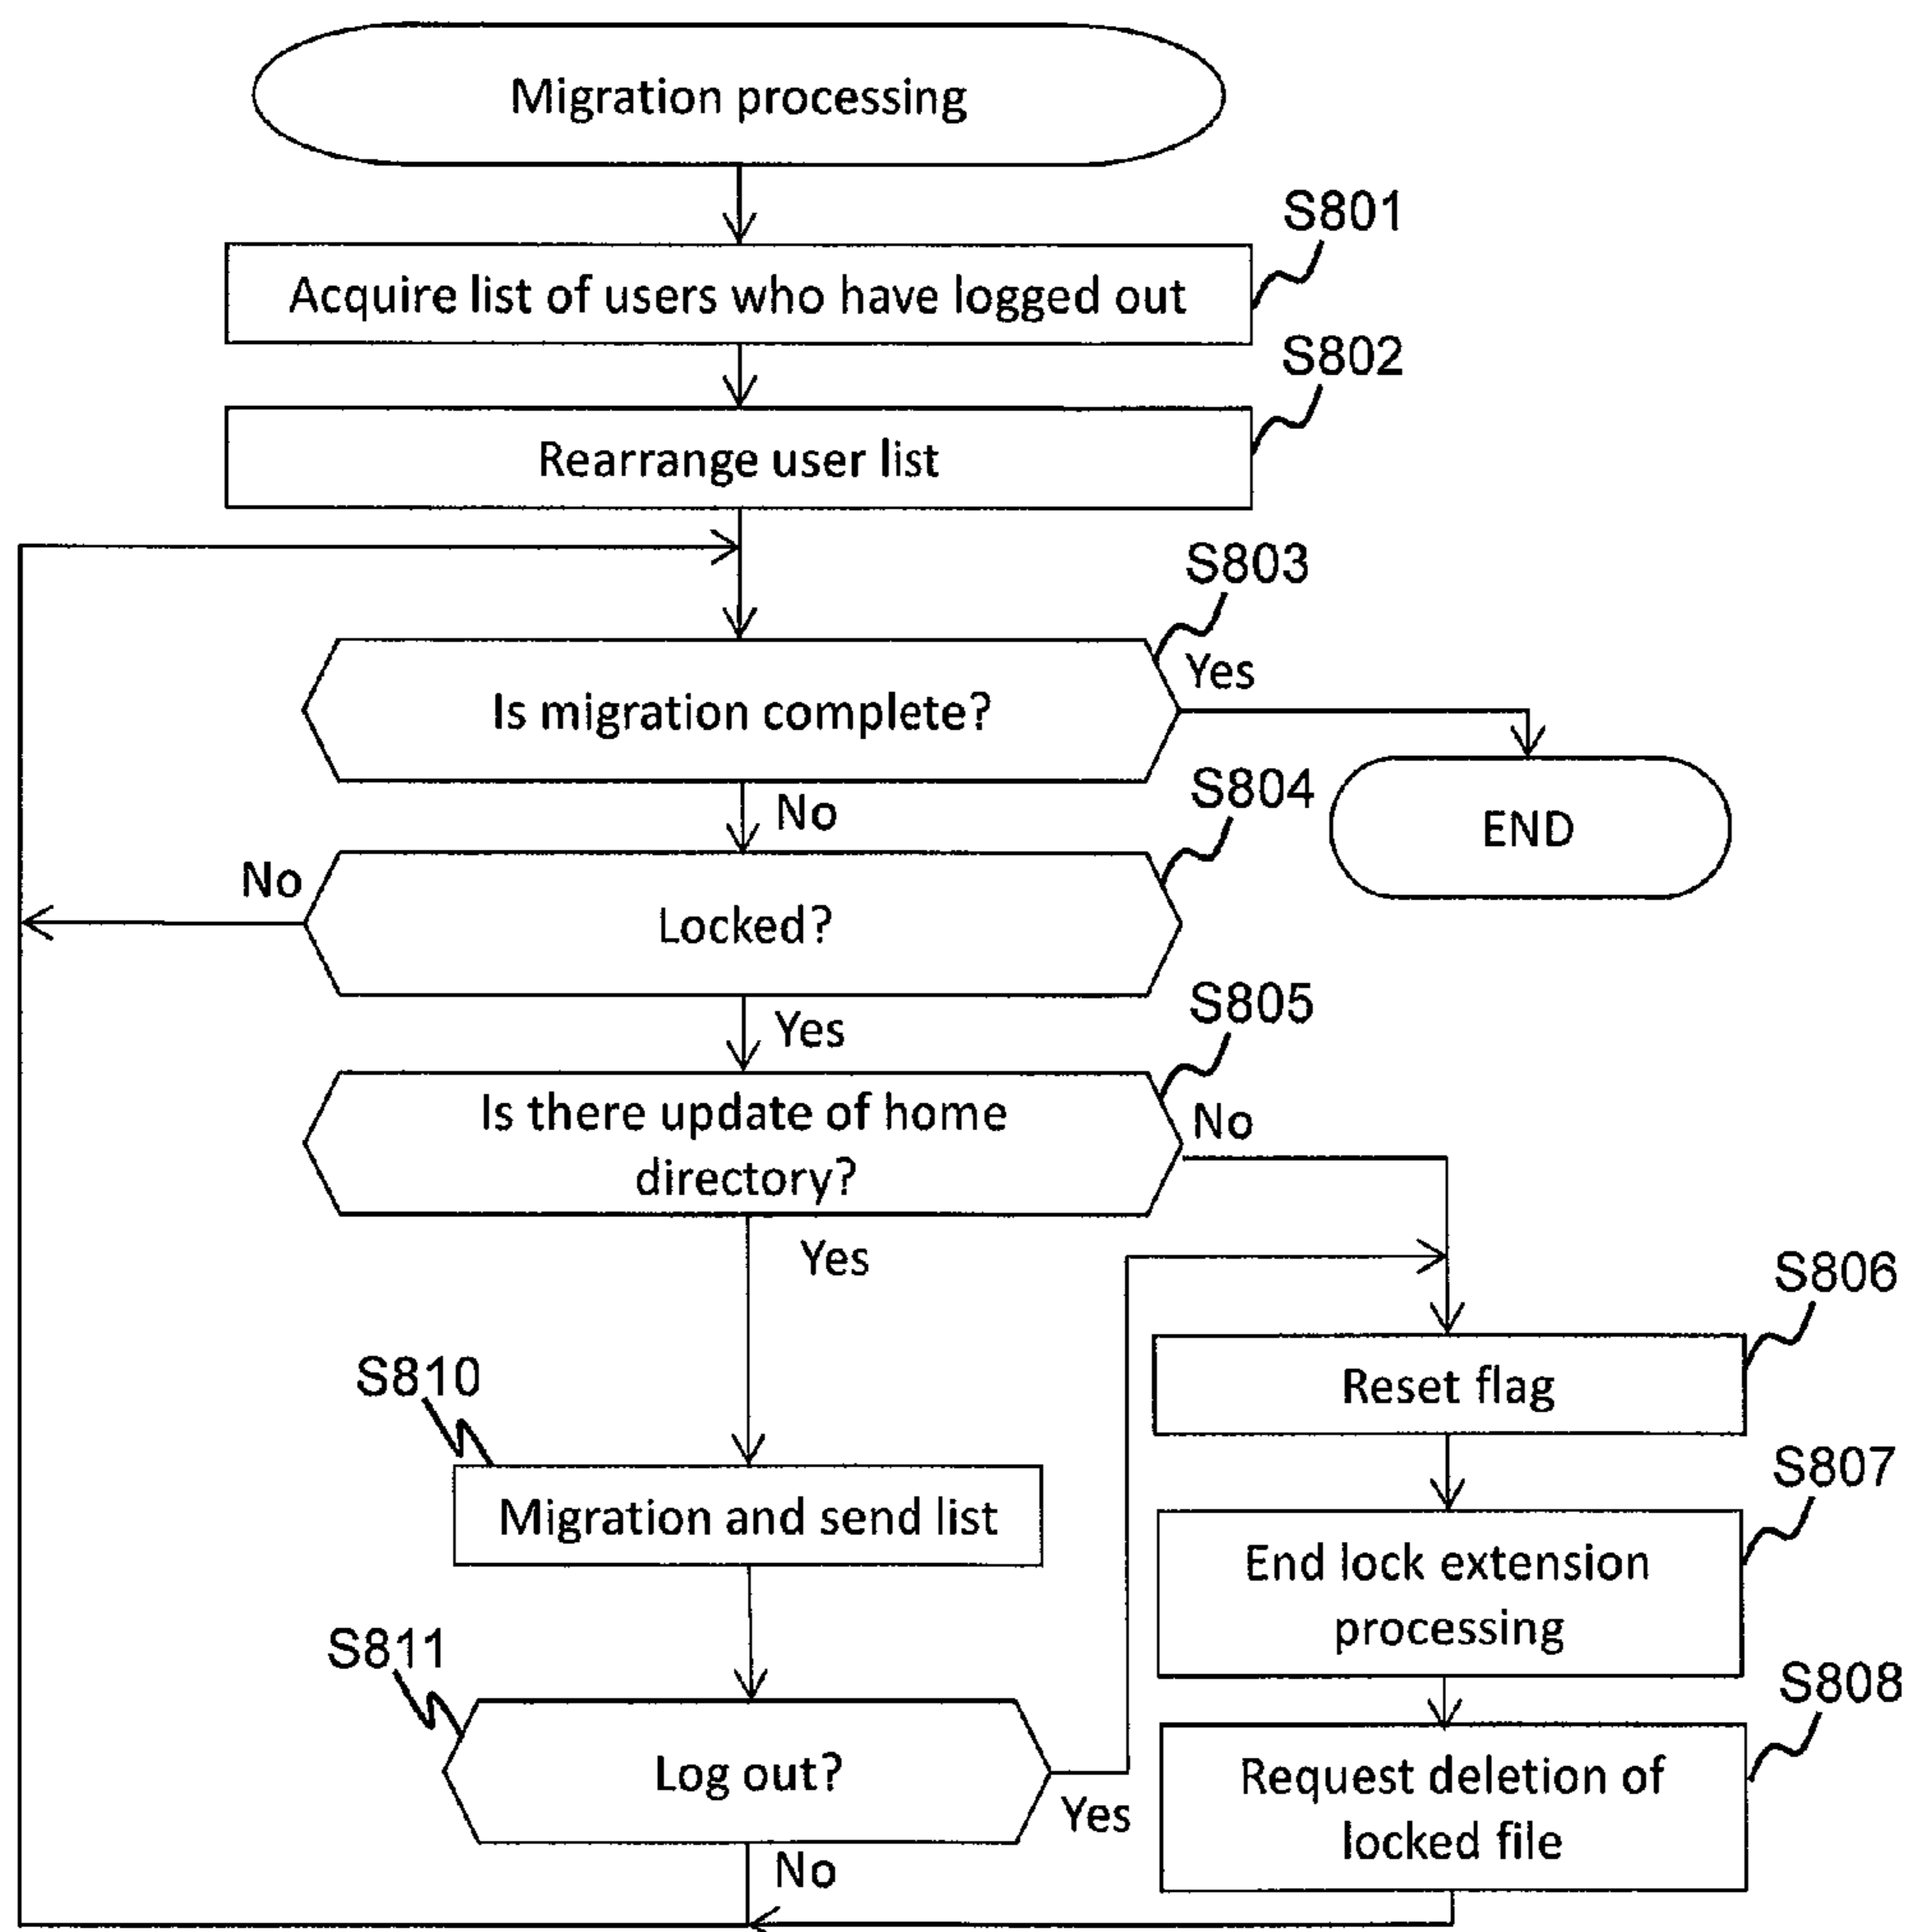 Migration processing
S801
Acquire list of users who have logged out
S802
Rearrange user list
S803
Is migration complete?
Yes
No
END
S804
Locked?
No
Yes
S805
Is there update of home
directory?
No
Yes
S806
Reset flag
S810
Migration and send list
S807
End lock extension
processing
S811
Log out?
Yes
No
S808
Request deletion of
locked file